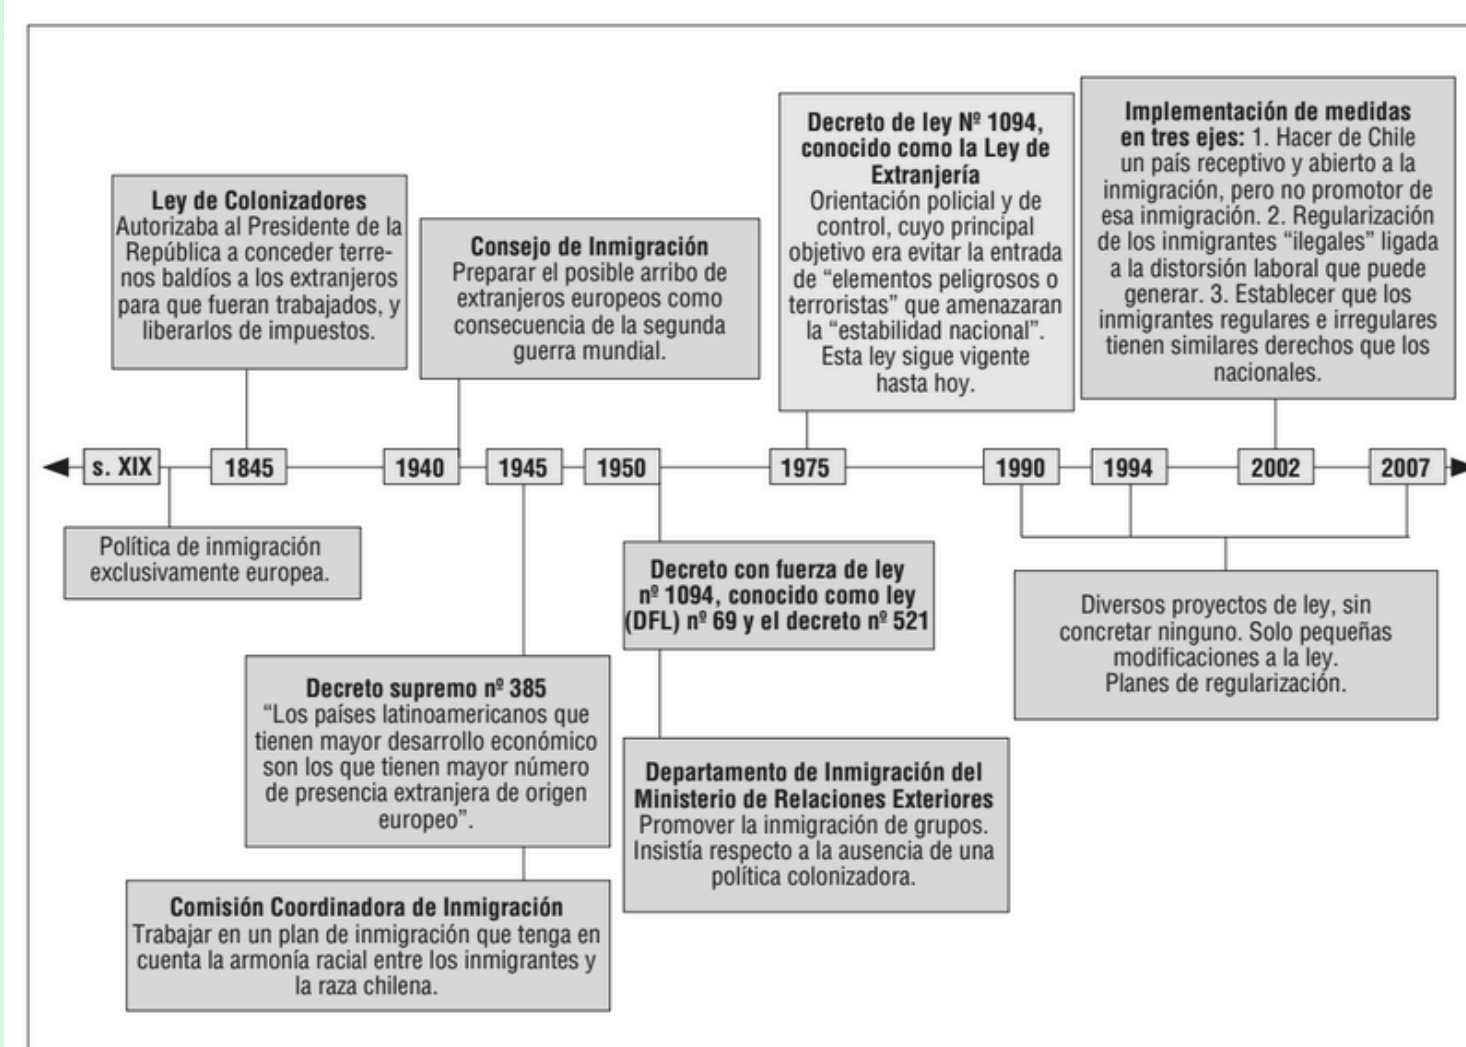 Ley de Colonizadores
Autorizaba al Presidente de la
República a conceder terre-
nos baldíos a los extranjeros
para que fueran trabajados, y
liberarlos de impuestos.
Consejo de Inmigración
Preparar el posible arribo de
extranjeros europeos como
consecuencia de la segunda
guerra mundial.
Decreto de ley Nº 1094,
conocido como la Ley de
Extranjería
Orientación policial y de
control, cuyo principal
objetivo era evitar la entrada
de “elementos peligrosos o
terroristas” que amenazaran
la “estabilidad nacional”.
Esta ley sigue vigente
hasta hoy.
Implementación de medidas
en tres ejes: 1. Hacer de Chile
un país receptivo y abierto a la
inmigración, pero no promotor de
esa inmigración. 2. Regularización
de los inmigrantes “ilegales” ligada
a la distorsión laboral que puede
generar. 3. Establecer que los
inmigrantes regulares e irregulares
tienen similares derechos que los
nacionales.
s. XIX
1845
1940
1945
1950
1975
1990
1994
2002
2007
Política de inmigración
exclusivamente europea.
Decreto supremo nº 385
“Los países latinoamericanos que
tienen mayor desarrollo económico
son los que tienen mayor número
de presencia extranjera de origen
europeo”.
Comisión Coordinadora de Inmigración
Trabajar en un plan de inmigración que tenga en
cuenta la armonía racial entre los inmigrantes y
la raza chilena.
Decreto con fuerza de ley
nº 1094, conocido como ley
(DFL) nº 69 y el decreto nº 521
Departamento de Inmigración del
Ministerio de Relaciones Exteriores
Promover la inmigración de grupos.
Insistía respecto a la ausencia de una
política colonizadora.
Diversos proyectos de ley, sin
concretar ninguno. Solo pequeñas
modificaciones a la ley.
Planes de regularización.